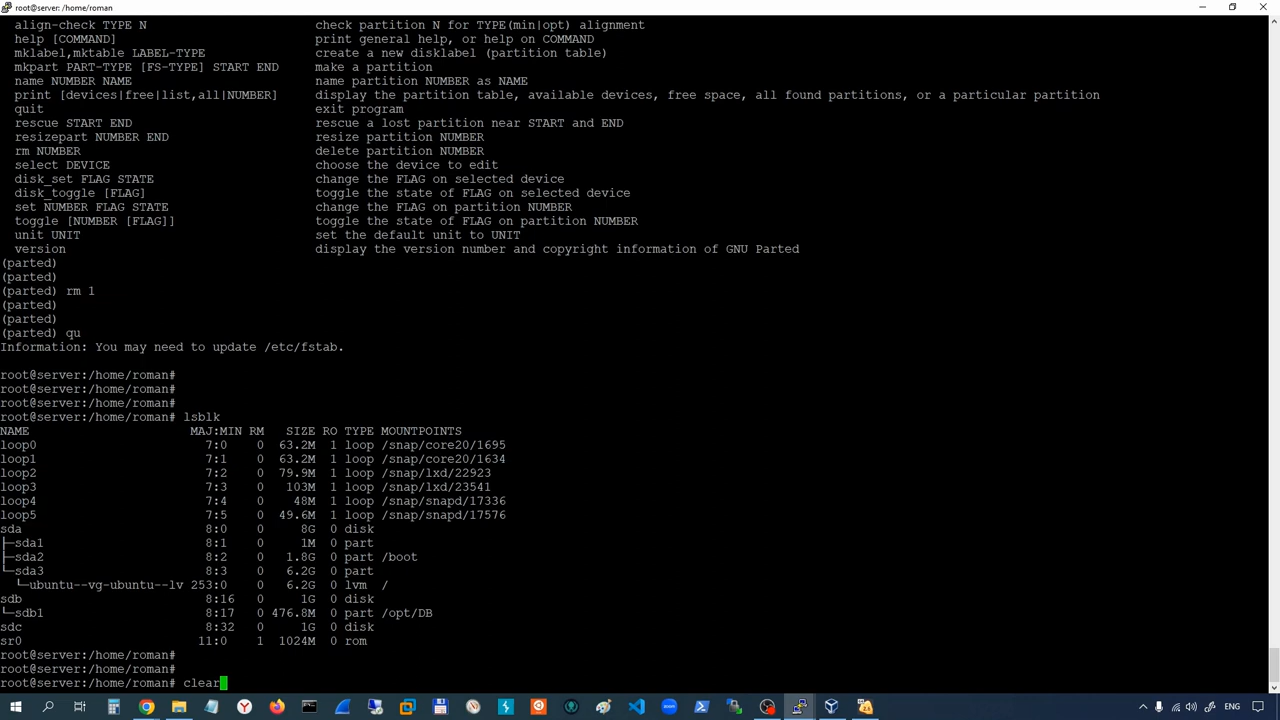 root@server: /home/roman
align-check TYPE N                       check partition N for TYPE(min|opt) alignment
help [COMMAND]                           print general help, or help on COMMAND
mklabel,mktable LABEL-TYPE               create a new disklabel (partition table)
mkpart PART-TYPE [FS-TYPE] START END     make a partition
name NUMBER NAME                         name partition NUMBER as NAME
print [devices|free|list,all|NUMBER]     display the partition table, available devices, free space, all found partitions, or a particular partition
quit                                     exit program
rescue START END                         rescue a lost partition near START and END
resizepart NUMBER END                    resize partition NUMBER
rm NUMBER                                delete partition NUMBER
select DEVICE                            choose the device to edit
disk_set FLAG STATE                      change the FLAG on selected device
disk_toggle [FLAG]                       toggle the state of FLAG on selected device
set NUMBER FLAG STATE                    change the FLAG on partition NUMBER
toggle [NUMBER [FLAG]]                   toggle the state of FLAG on partition NUMBER
unit UNIT                                set the default unit to UNIT
version                                  display the version number and copyright information of GNU Parted
(parted)
(parted)
(parted) rm 1
(parted)
(parted)
(parted) qu
Information: You may need to update /etc/fstab.
root@server:/home/roman#
root@server:/home/roman#
root@server:/home/roman#
root@server:/home/roman# lsblk
NAME                      MAJ:MIN RM   SIZE RO TYPE MOUNTPOINTS
loop0                       7:0    0  63.2M  1 loop /snap/core20/1695
loop1                       7:1    0  63.2M  1 loop /snap/core20/1634
loop2                       7:2    0  79.9M  1 loop /snap/lxd/22923
loop3                       7:3    0   103M  1 loop /snap/lxd/23541
loop4                       7:4    0    48M  1 loop /snap/snapd/17336
loop5                       7:5    0  49.6M  1 loop /snap/snapd/17576
sda                         8:0    0     8G  0 disk
├─sda1                      8:1    0     1M  0 part
├─sda2                      8:2    0   1.8G  0 part /boot
└─sda3                      8:3    0   6.2G  0 part
  └─ubuntu--vg-ubuntu--lv 253:0    0   6.2G  0 lvm  /
sdb                         8:16   0     1G  0 disk
└─sdb1                      8:17   0 476.8M  0 part /opt/DB
sdc                         8:32   0     1G  0 disk
sr0                        11:0    1  1024M  0 rom
root@server:/home/roman#
root@server:/home/roman#
root@server:/home/roman# clear
ENG